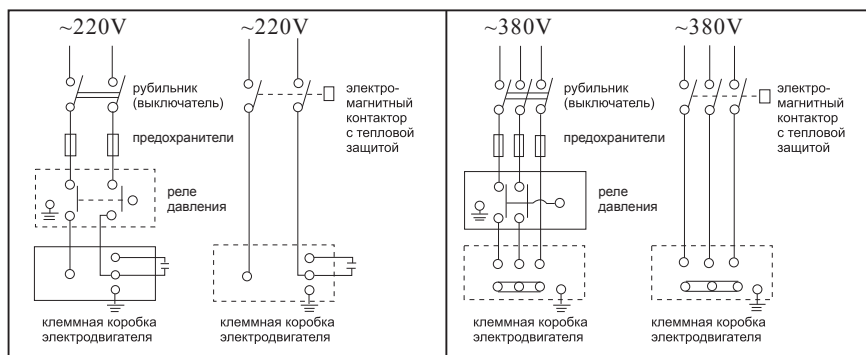 ~220V
~220V
~380V
~380V
рубильник
(выключатель)
предохранители
реле
давления
клеммная коробка
электродвигателя
электро-
магнитный
контактор
с тепловой
защитой
клеммная коробка
электродвигателя
рубильник
(выключатель)
предохранители
реле
давления
клеммная коробка
электродвигателя
электро-
магнитный
контактор
с тепловой
защитой
клеммная коробка
электродвигателя